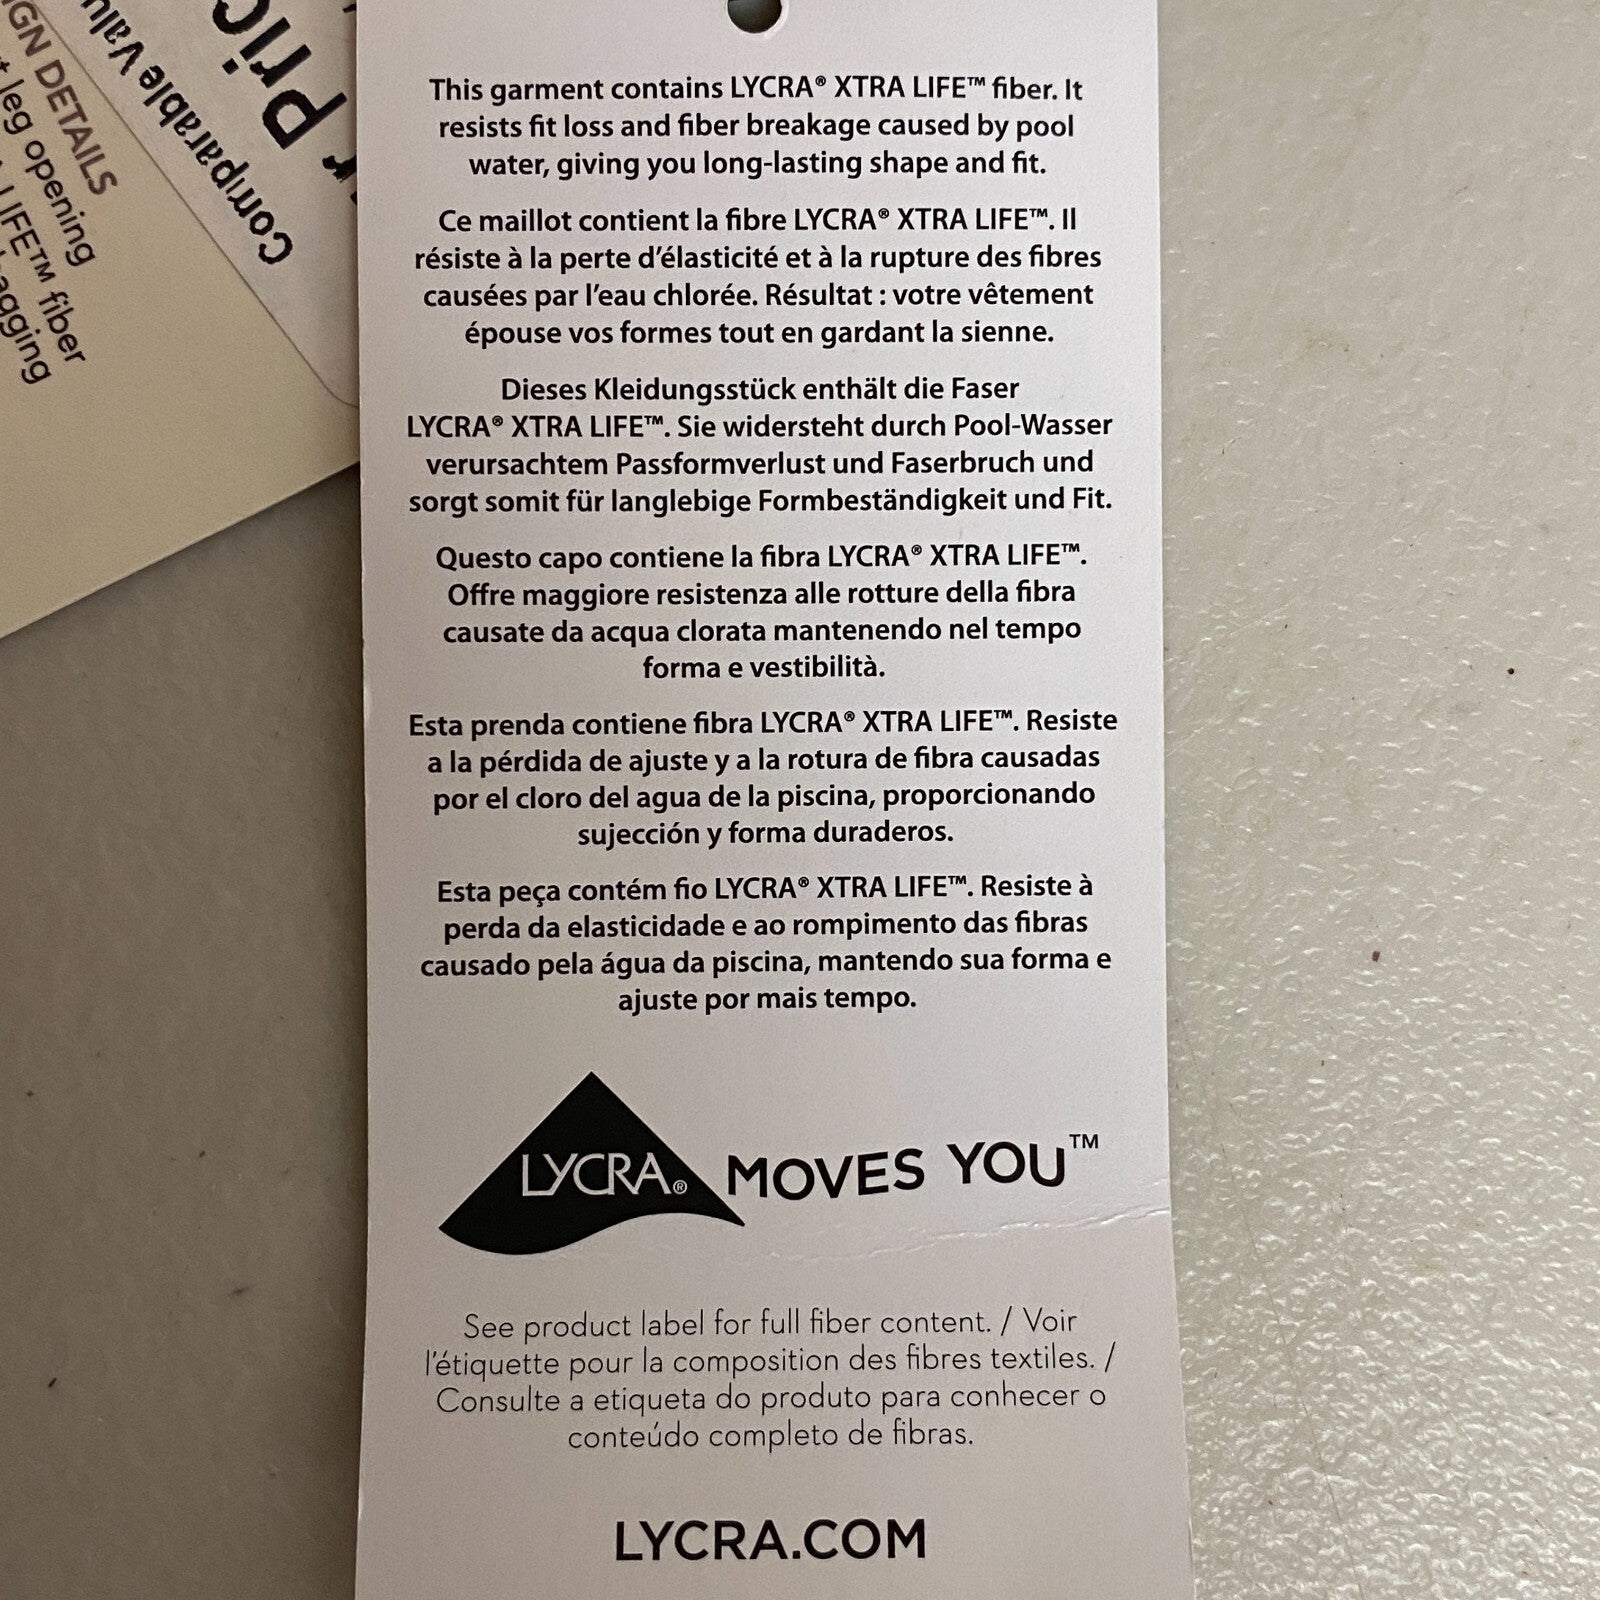 IGN DETAILS
leg opening
LIFE™ fiber
agging
Comparable Valu
r Pric
This garment contains LYCRA® XTRA LIFE™ fiber. It
resists fit loss and fiber breakage caused by pool
water, giving you long-lasting shape and fit.
Ce maillot contient la fibre LYCRA® XTRA LIFE™. Il
résiste à la perte d’élasticité et à la rupture des fibres
causées par l’eau chlorée. Résultat : votre vêtement
épouse vos formes tout en gardant la sienne.
Dieses Kleidungsstück enthält die Faser
LYCRA® XTRA LIFE™. Sie widersteht durch Pool-Wasser
verursachtem Passformverlust und Faserbruch und
sorgt somit für langlebige Formbeständigkeit und Fit.
Questo capo contiene la fibra LYCRA® XTRA LIFE™.
Offre maggiore resistenza alle rotture della fibra
causate da acqua clorata mantenendo nel tempo
forma e vestibilità.
Esta prenda contiene fibra LYCRA® XTRA LIFE™. Resiste
a la pérdida de ajuste y a la rotura de fibra causadas
por el cloro del agua de la piscina, proporcionando
sujección y forma duraderos.
Esta peça contém fio LYCRA® XTRA LIFE™. Resiste à
perda da elasticidade e ao rompimento das fibras
causado pela água da piscina, mantendo sua forma e
ajuste por mais tempo.
LYCRA® MOVES YOU™
See product label for full fiber content. / Voir
l’étiquette pour la composition des fibres textiles. /
Consulte a etiqueta do produto para conhecer o
conteúdo completo de fibras.
LYCRA.COM